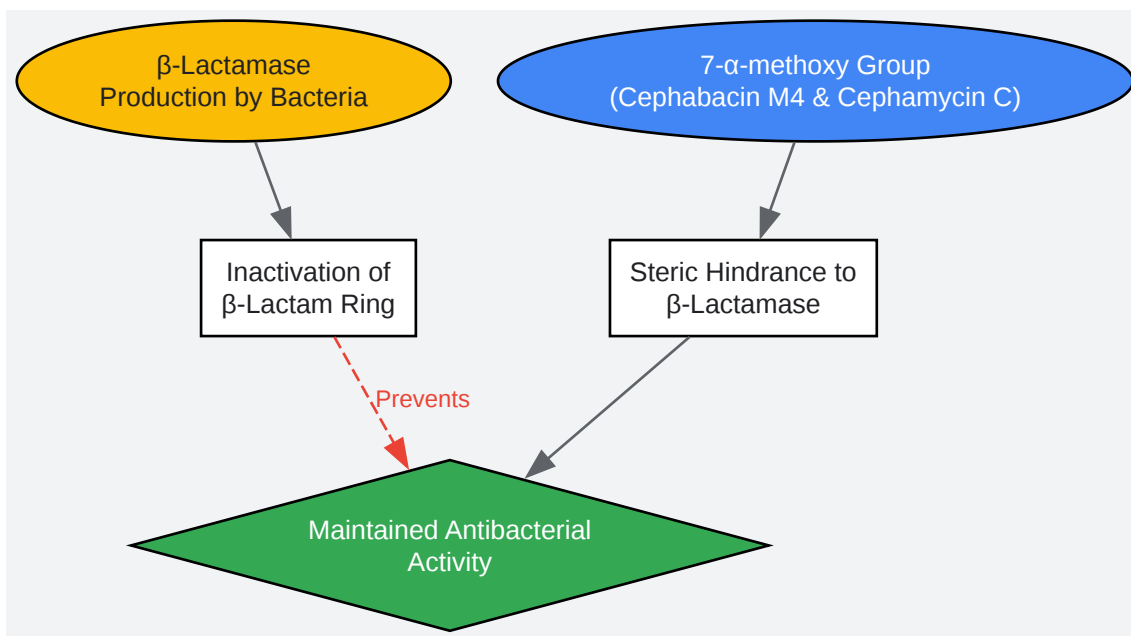 β-Lactamase
Production by Bacteria
7-α-methoxy Group
(Cephabacin M4 & Cephamycin C)
Inactivation of
β-Lactam Ring
Steric Hindrance to
β-Lactamase
Prevents
Maintained Antibacterial
Activity